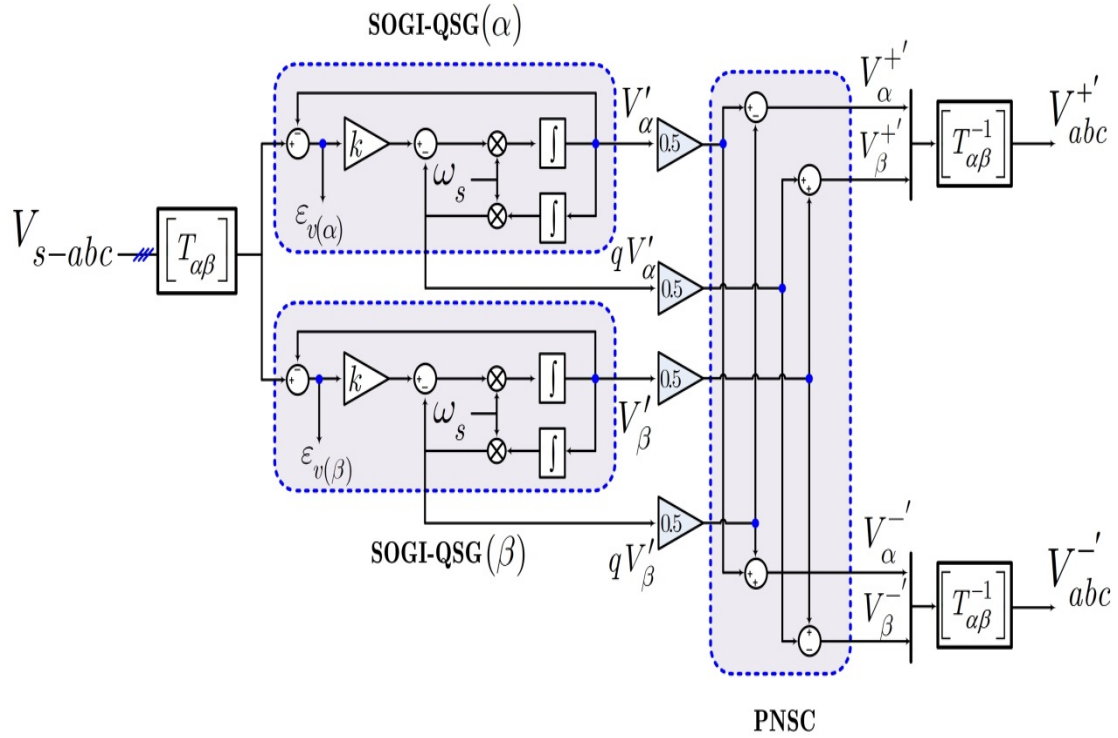 SOGI-QSG(α)
V′α
0.5
k
∫
ωs
εv(α)
∫
qV′α
0.5
Vs−abc
[Tαβ]
V+′α
V+′β
[T−1αβ]
V+′abc
k
∫
ωs
εv(β)
∫
V′β
0.5
SOGI-QSG(β)
qV′β
0.5
V−′α
V−′β
[T−1αβ]
V−′abc
PNSC